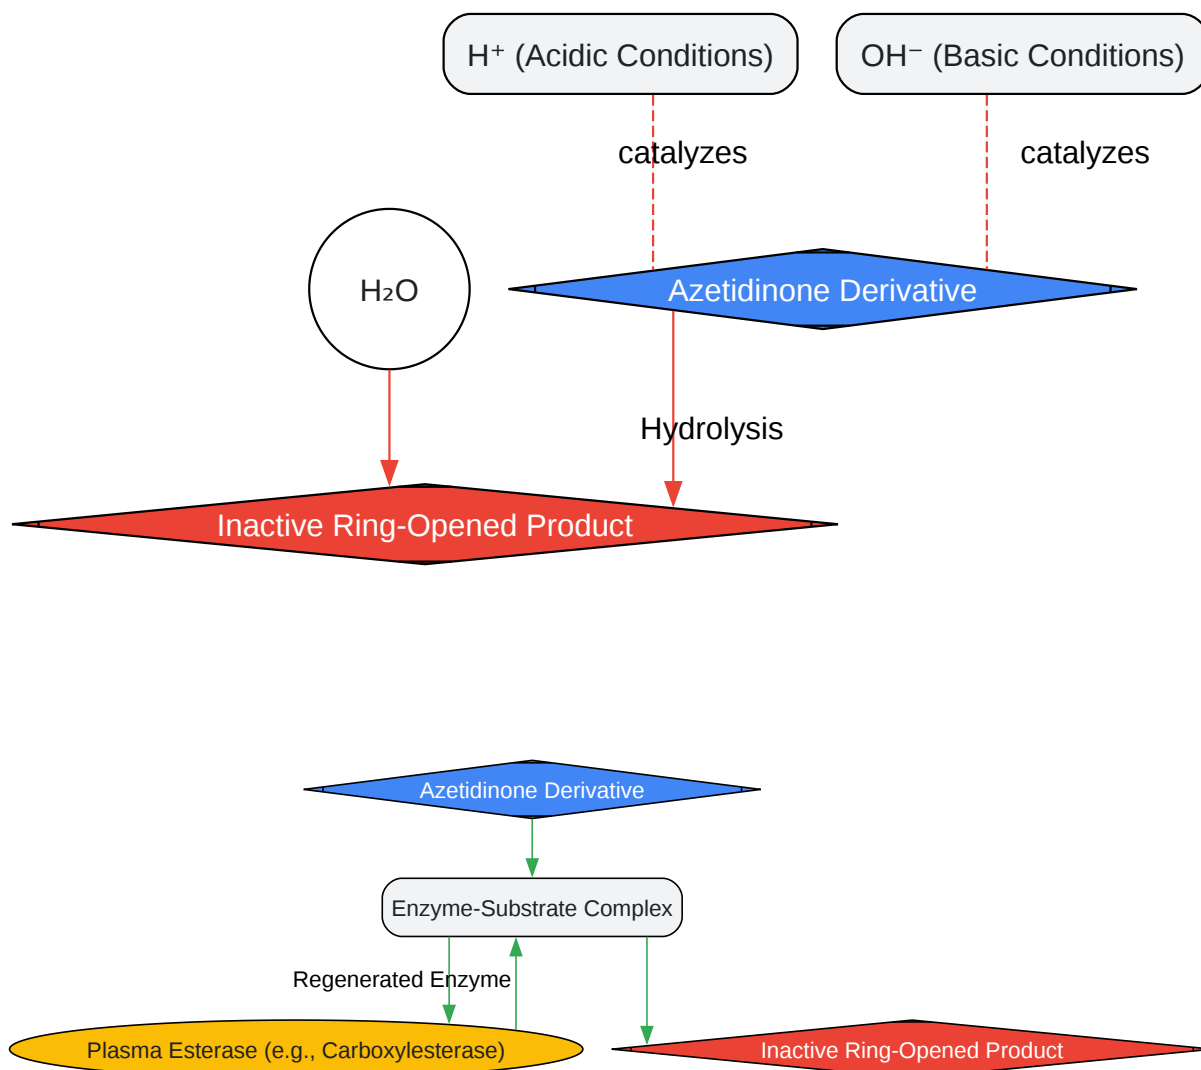 H⁺ (Acidic Conditions)
OH⁻ (Basic Conditions)
catalyzes
catalyzes
H₂O
Azetidinone Derivative
Hydrolysis
Inactive Ring-Opened Product
Azetidinone Derivative
Enzyme-Substrate Complex
Regenerated Enzyme
Plasma Esterase (e.g., Carboxylesterase)
Inactive Ring-Opened Product